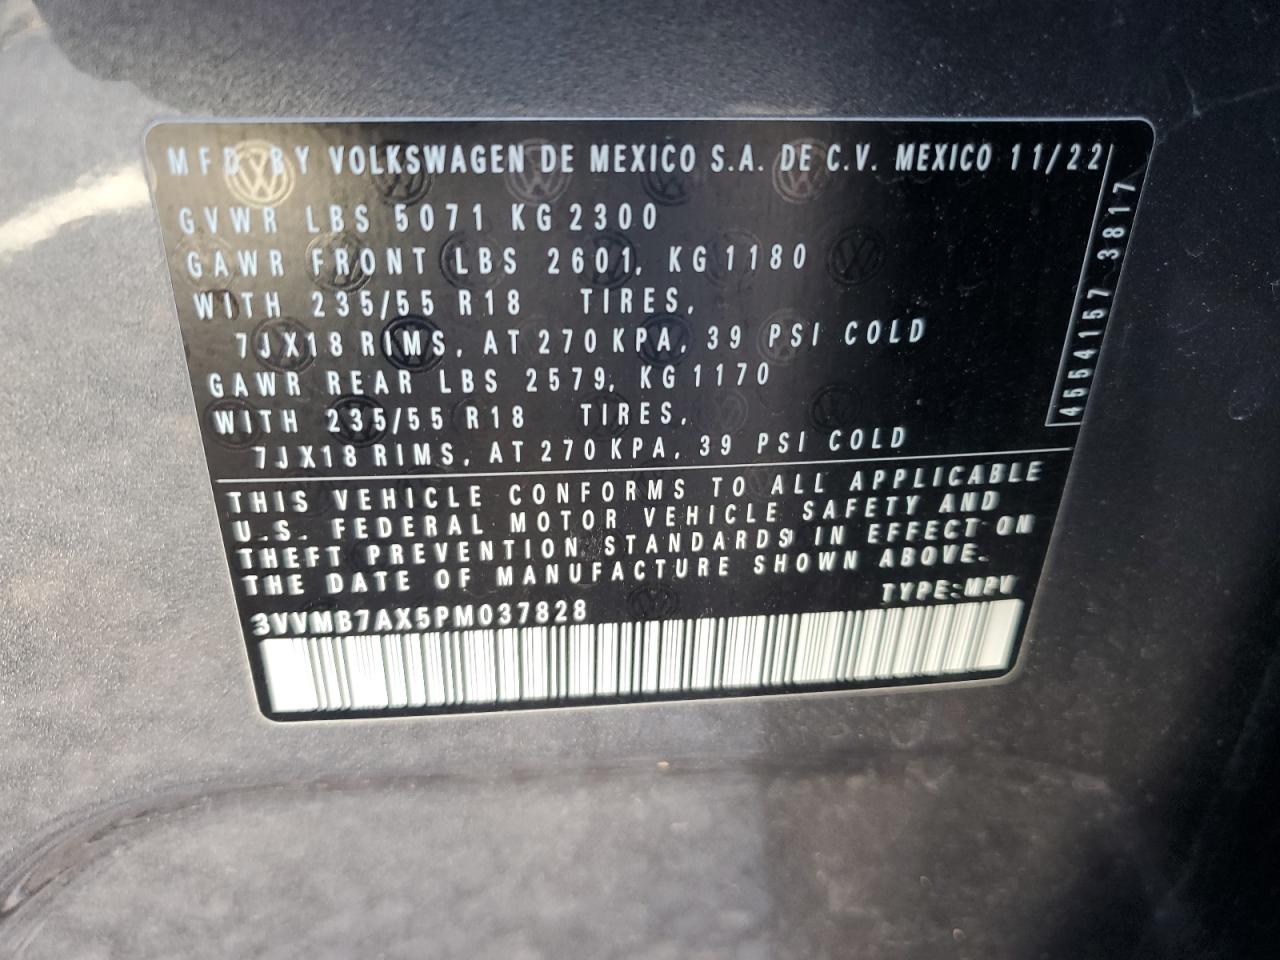 MFD BY VOLKSWAGEN DE MEXICO S.A. DE C.V. MEXICO 11/22
GVWR LBS 5071 KG 2300
GAWR FRONT LBS 2601, KG 1180
WITH 235/55 R18 TIRES,
7JX18 RIMS, AT 270 KPA, 39 PSI COLD
GAWR REAR LBS 2579, KG 1170
WITH 235/55 R18 TIRES,
7JX18 RIMS, AT 270 KPA, 39 PSI COLD
4554157 3817
THIS VEHICLE CONFORMS TO ALL APPLICABLE
U.S. FEDERAL MOTOR VEHICLE SAFETY AND
THEFT PREVENTION STANDARDS IN EFFECT ON
THE DATE OF MANUFACTURE SHOWN ABOVE.
3VVMB7AX5PM037828 TYPE:MPV